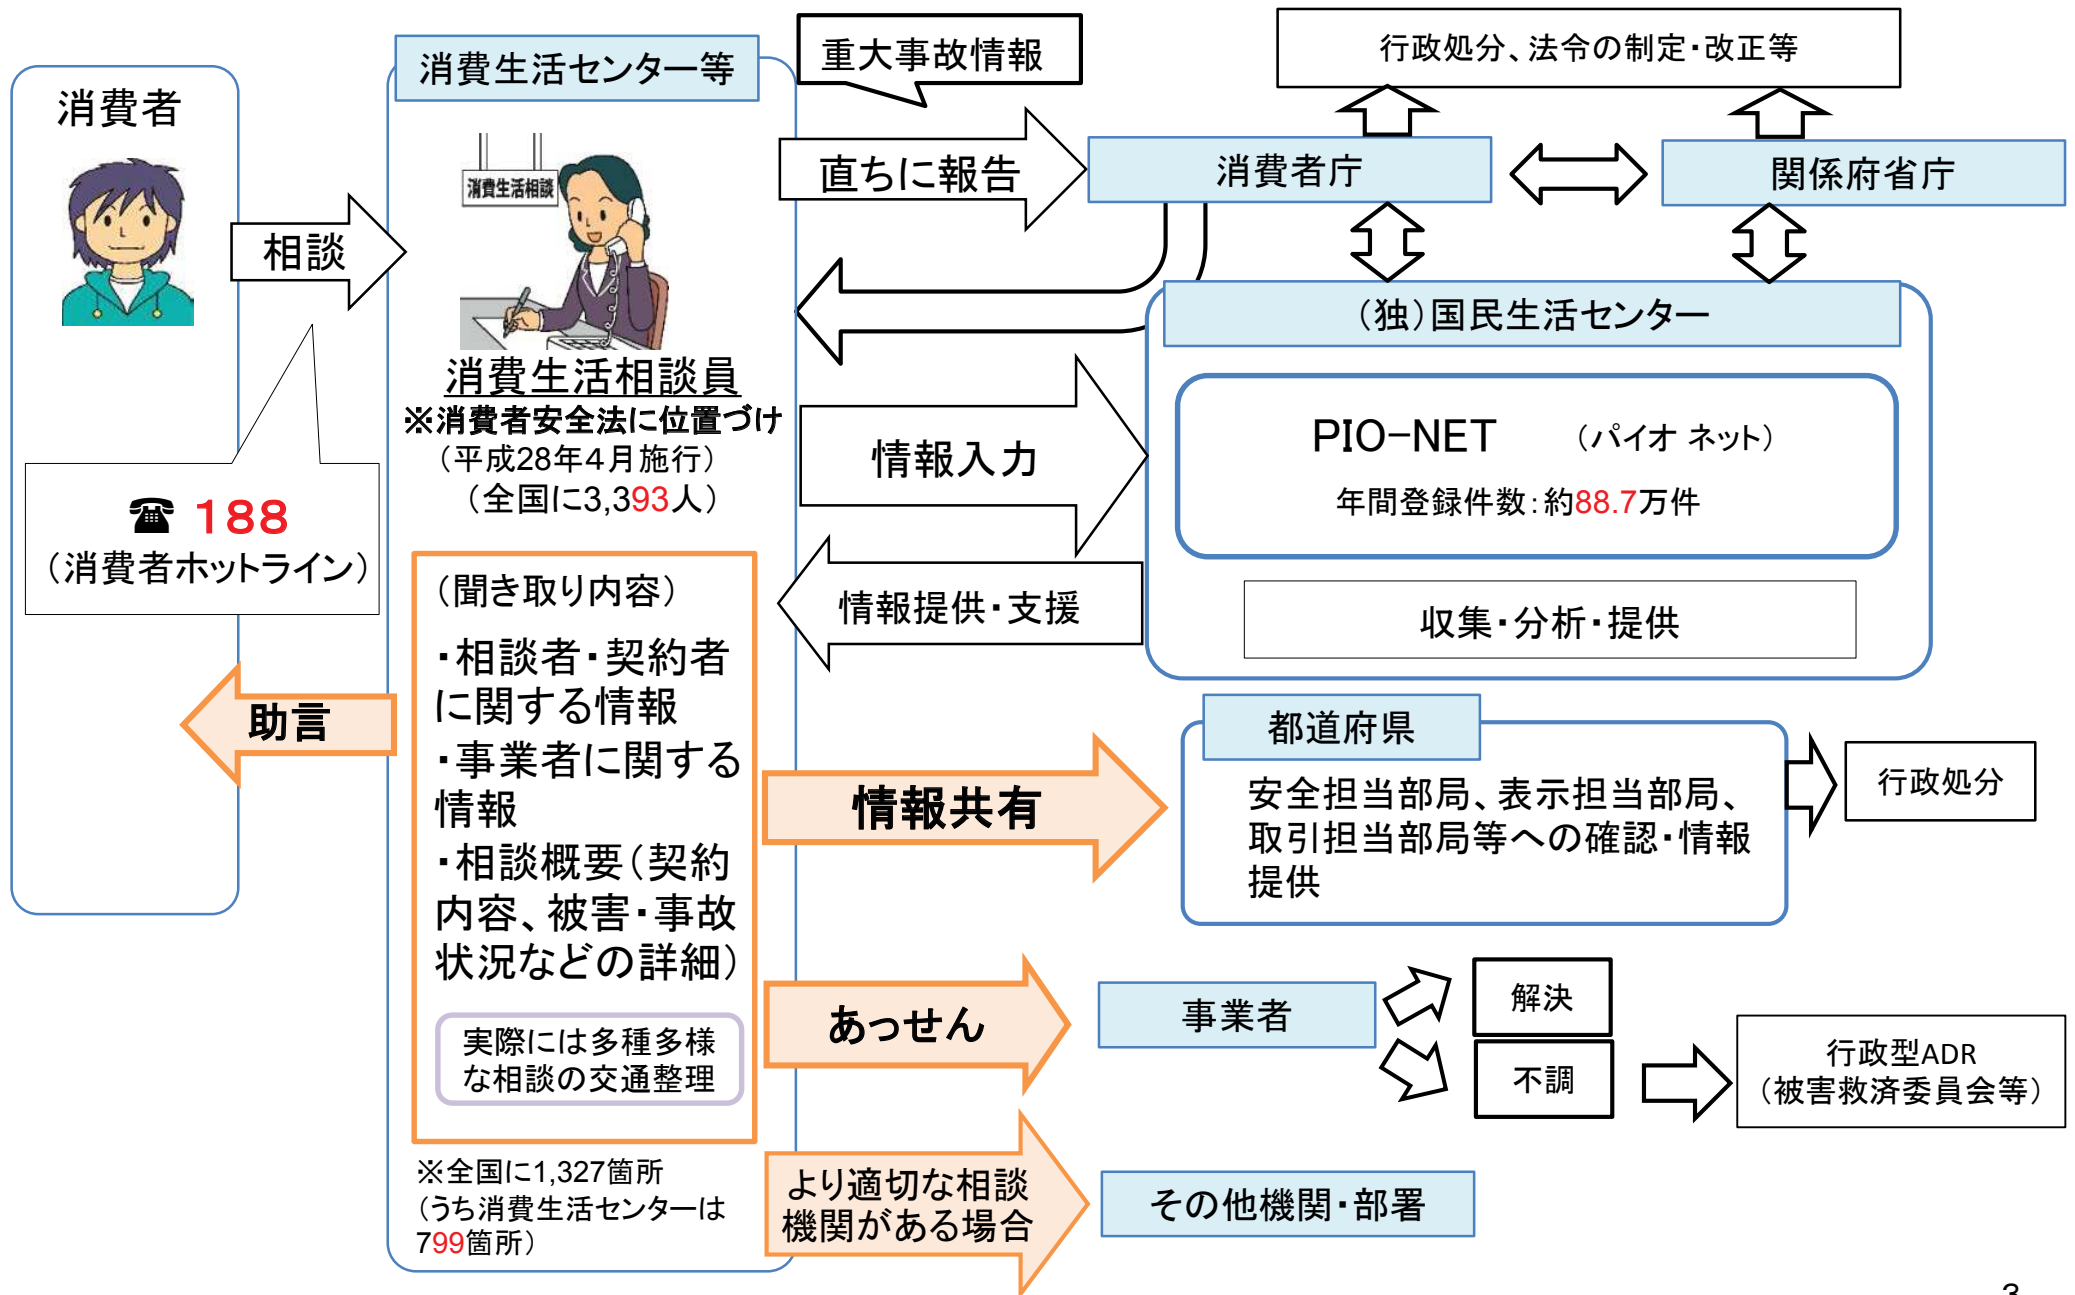 消費者
相談
☎ 188
（消費者ホットライン）
助言
消費生活センター等
消費生活相談
消費生活相談員
※消費者安全法に位置づけ
（平成28年４月施行）
（全国に3,393人）
（聞き取り内容）
・相談者・契約者
に関する情報
・事業者に関する
情報
・相談概要（契約
内容、被害・事故
状況などの詳細）
実際には多種多様
な相談の交通整理
※全国に1,327箇所
（うち消費生活センターは
799箇所）
重大事故情報
直ちに報告
行政処分、法令の制定・改正等
消費者庁
関係府省庁
（独）国民生活センター
情報入力
PIO-NET （パイオ ネット）
年間登録件数：約88.7万件
情報提供・支援
収集・分析・提供
情報共有
都道府県
安全担当部局、表示担当部局、
取引担当部局等への確認・情報
提供
行政処分
あっせん
事業者
解決
不調
行政型ADR
（被害救済委員会等）
より適切な相談
機関がある場合
その他機関・部署
3